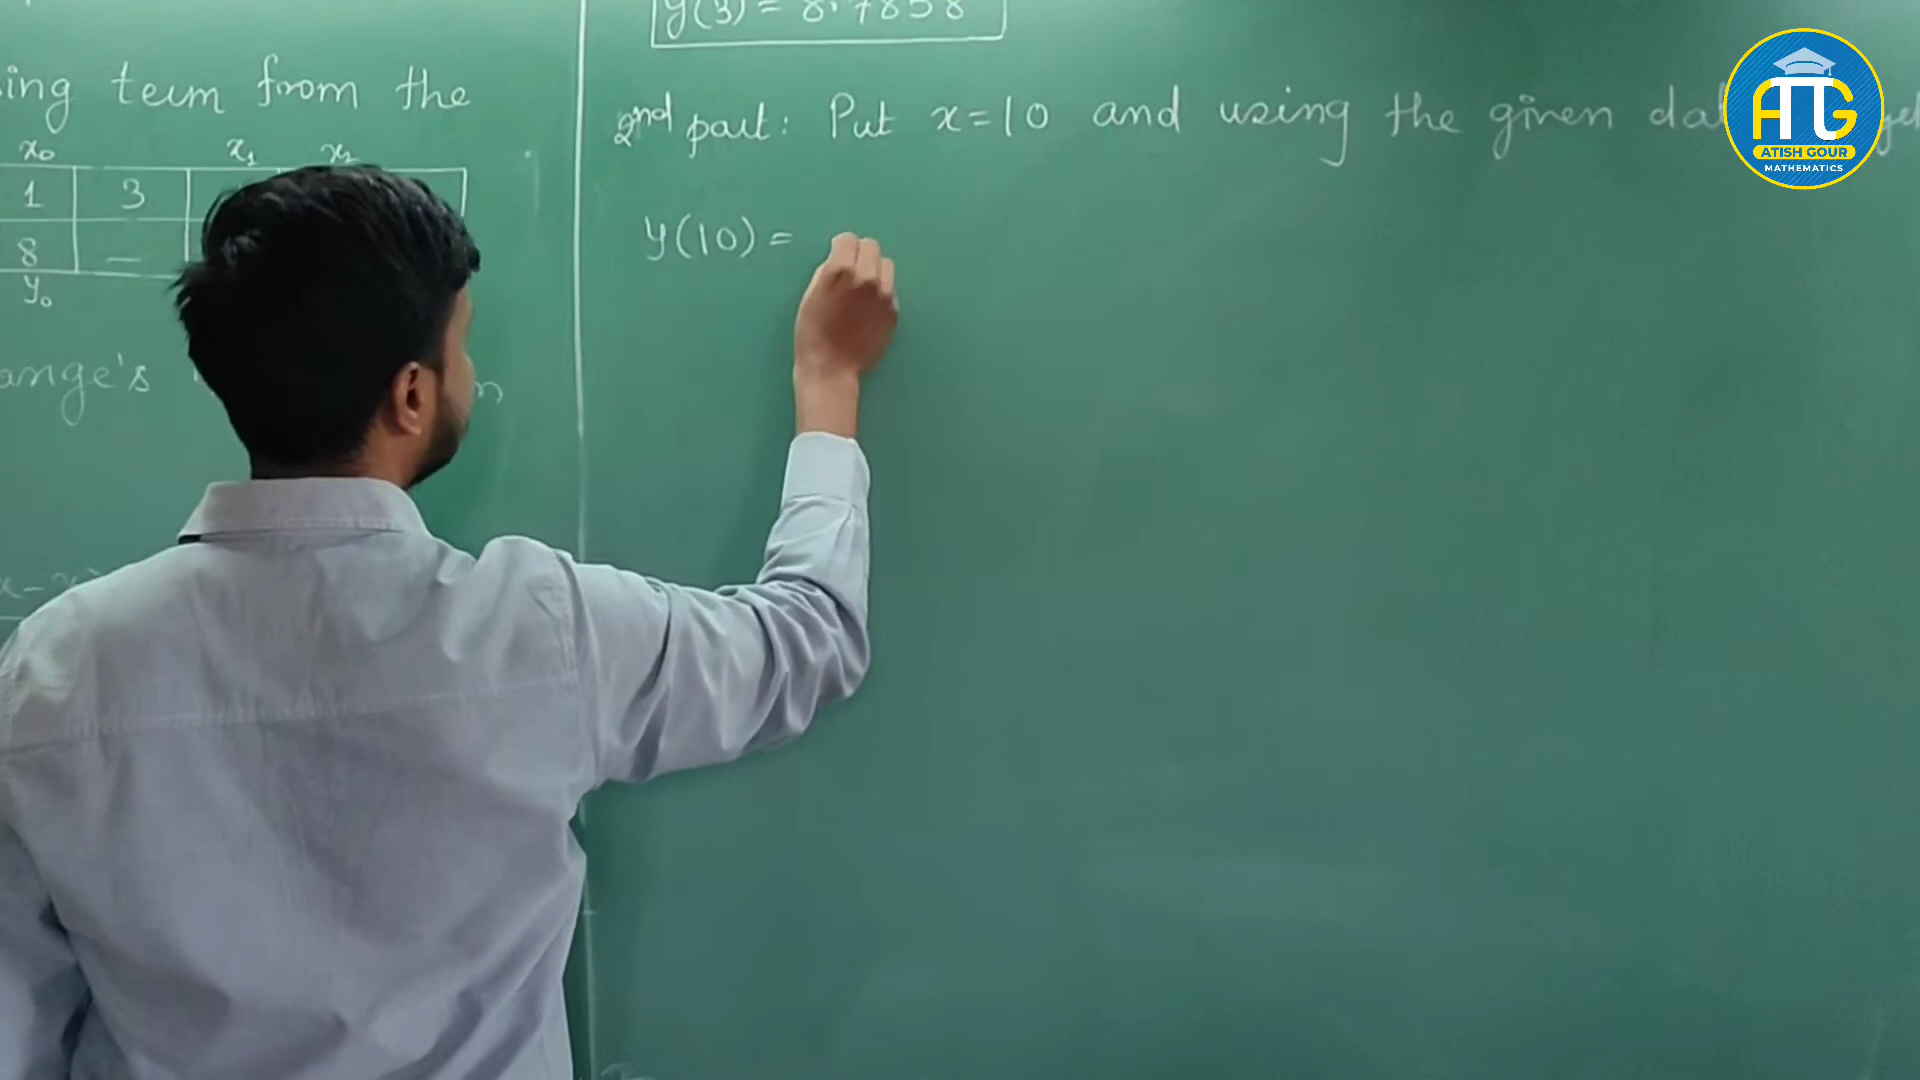 ing term from the
x₀ x₁ x₂
1 3
8 —
y₀
ange's
x-x
y(3) = 8.7858
2nd part: Put x=10 and using the given
y(10) =
ATG
ATISH GOUR
MATHEMATICS